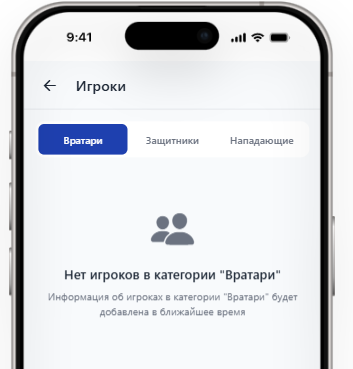 9:41
Игроки
Вратари Защитники Нападающие
Нет игроков в категории "Вратари"
Информация об игроках в категории "Вратари" будет
добавлена в ближайшее время